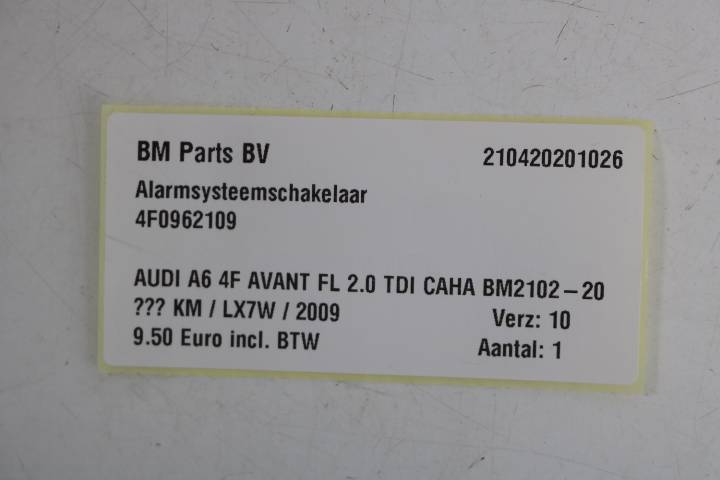 BM Parts BV 210420201026
Alarmsysteemschakelaar
4F0962109
AUDI A6 4F AVANT FL 2.0 TDI CAHA BM2102-20
??? KM / LX7W / 2009 Verz: 10
9.50 Euro incl. BTW Aantal: 1